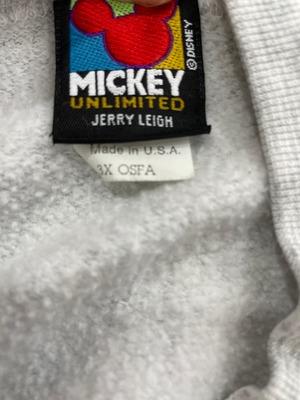 ©DISNEY
MICKEY
UNLIMITED
JERRY LEIGH
Made in U.S.A.
3X OSFA